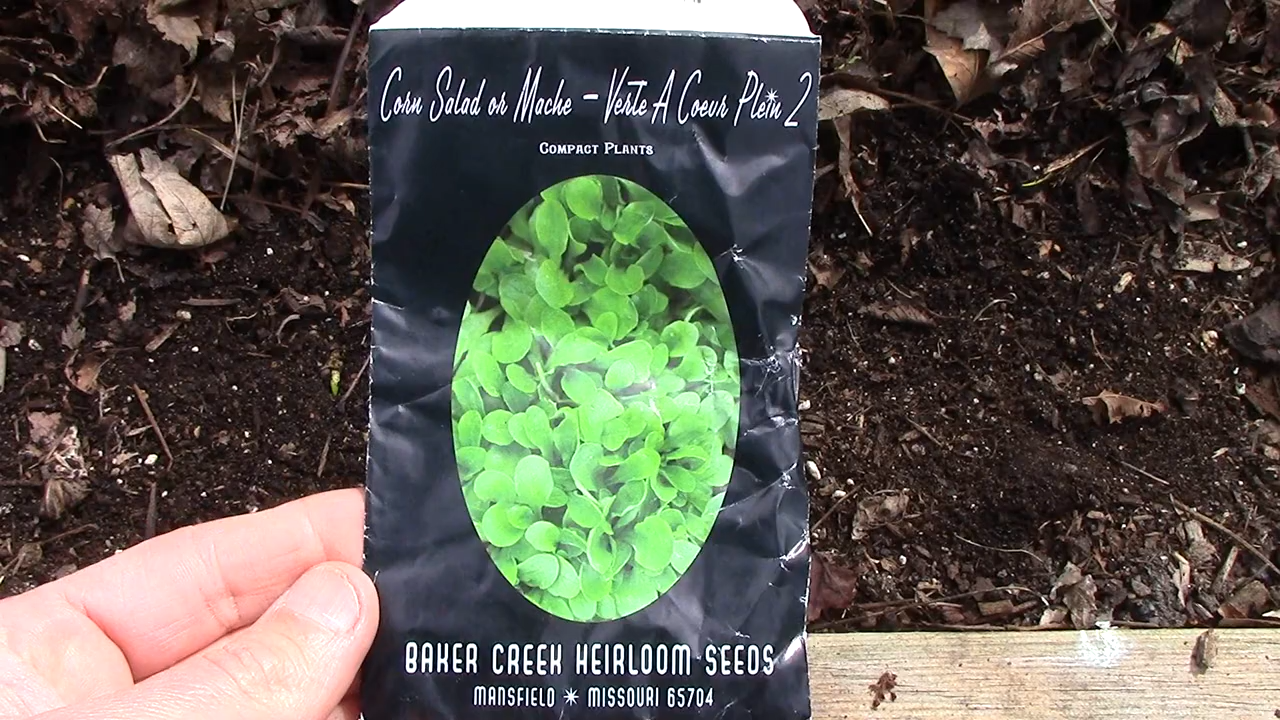 Corn Salad or Mache – Verte A Coeur Plein 2
Compact Plants
BAKER CREEK HEIRLOOM SEEDS
MANSFIELD * MISSOURI 65704